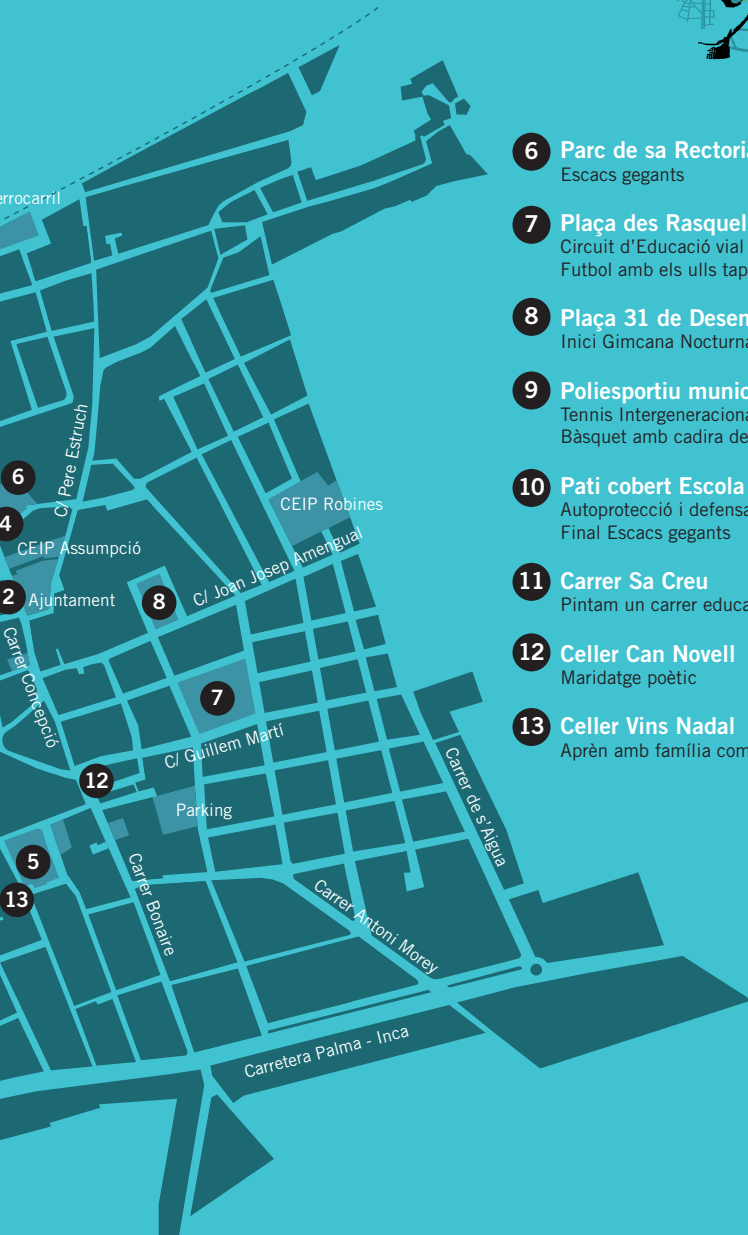 errocarril
C/ Pere Estruch
6
4
CEIP Assumpció
2
Ajuntament
8
C/ Joan Josep Amengual
CEIP Robines
Carrer Concepció
7
C/ Guillem Martí
12
Parking
5
13
Carrer Bonaire
Carrer de s'Aigua
Carrer Antoni Morey
Carretera Palma - Inca
6 Parc de sa Rectoria
Escacs gegants
7 Plaça des Rasquel
Circuit d'Educació vial
Futbol amb els ulls tap
8 Plaça 31 de Desem
Inici Gimcana Nocturna
9 Poliesportiu munic
Tennis Intergeneraciona
Bàsquet amb cadira de
10 Pati cobert Escola
Autoprotecció i defensa
Final Escacs gegants
11 Carrer Sa Creu
Pintam un carrer educa
12 Celler Can Novell
Maridatge poètic
13 Celler Vins Nadal
Aprèn amb família com